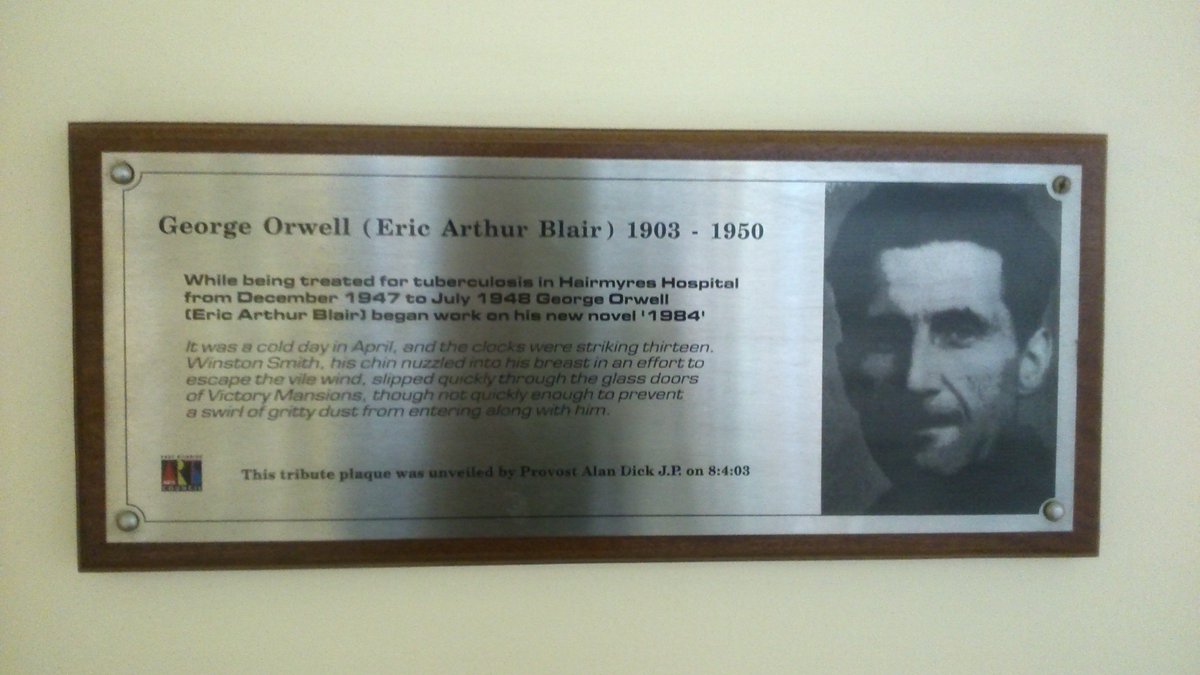 George Orwell (Eric Arthur Blair) 1903 - 1950
While being treated for tuberculosis in Hairmyres Hospital
from December 1947 to July 1948 George Orwell
(Eric Arthur Blair) began work on his new novel '1984'
It was a cold day in April, and the clocks were striking thirteen.
Winston Smith, his chin nuzzled into his breast in an effort to
escape the vile wind, slipped quickly through the glass doors
of Victory Mansions, though not quickly enough to prevent
a swirl of gritty dust from entering along with him.
EAST KILBRIDE
ARTS
COUNCIL
This tribute plaque was unveiled by Provost Alan Dick J.P. on 8:4:03